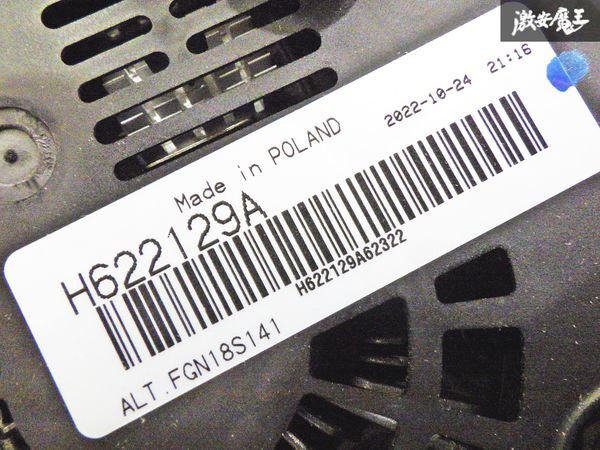 激安魔王
2022-10-24 21:16
Made in POLAND
H622129A
H622129A62322
ALT.FGN18S141